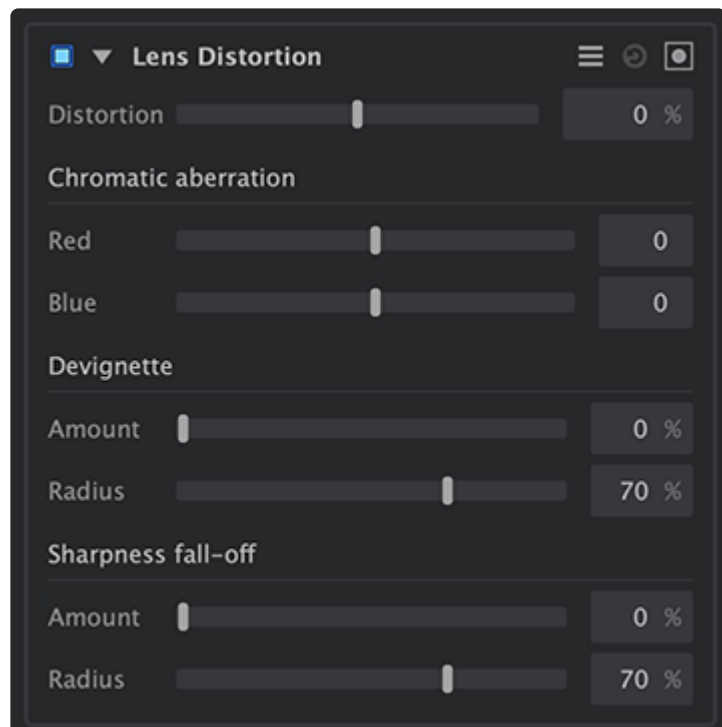 Lens Distortion
Distortion 0 %
Chromatic aberration
Red 0
Blue 0
Devignette
Amount 0 %
Radius 70 %
Sharpness fall-off
Amount 0 %
Radius 70 %